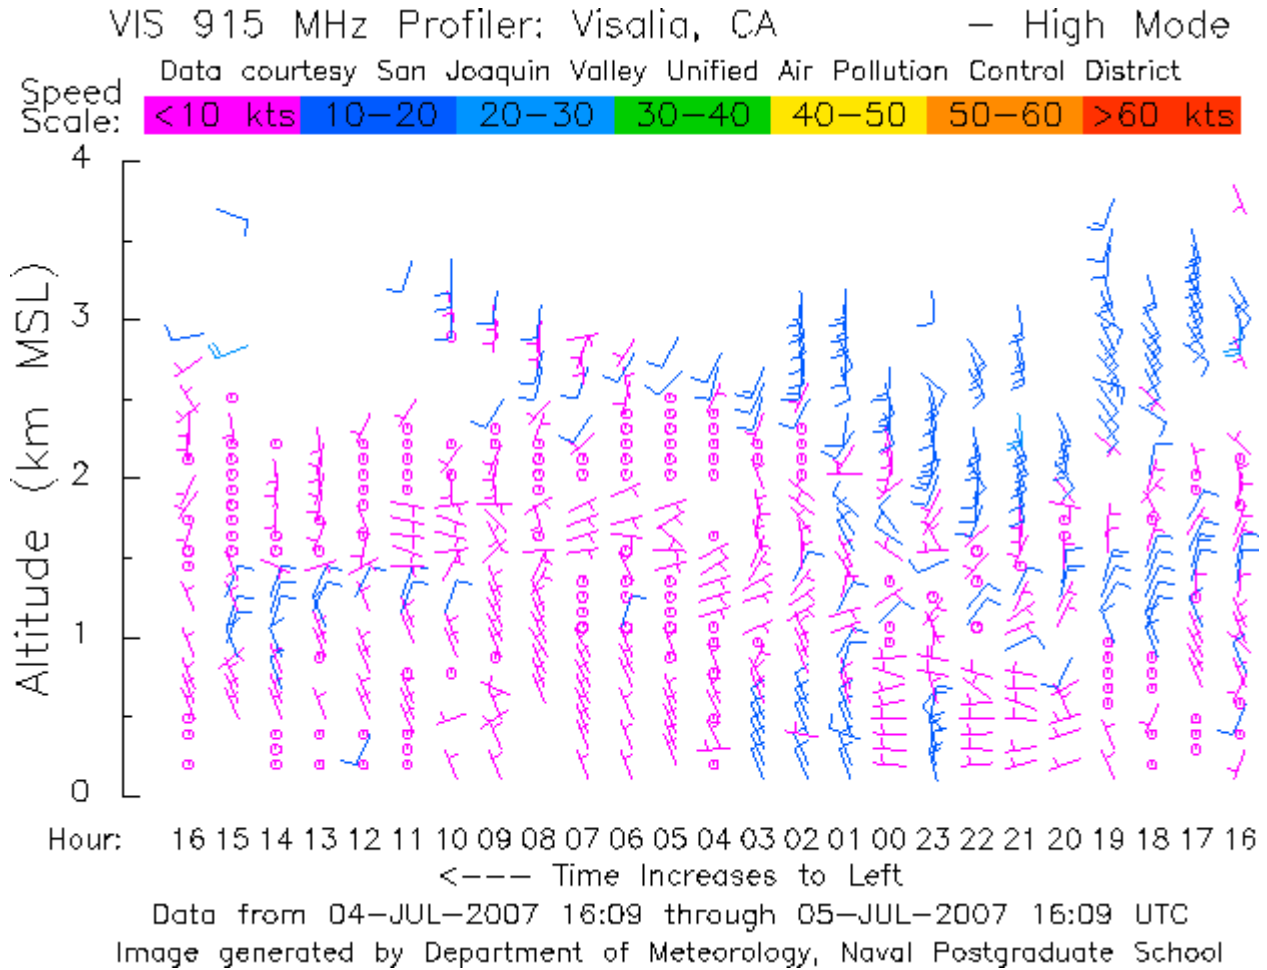 VIS 915 MHz Profiler: Visalia, CA — High Mode
Data courtesy San Joaquin Valley Unified Air Pollution Control District
Speed Scale: <10 kts 10–20 20–30 30–40 40–50 50–60 >60 kts
4
3
2
1
0
Altitude (km MSL)
Hour: 16 15 14 13 12 11 10 09 08 07 06 05 04 03 02 01 00 23 22 21 20 19 18 17 16
<--- Time Increases to Left
Data from 04-JUL-2007 16:09 through 05-JUL-2007 16:09 UTC
Image generated by Department of Meteorology, Naval Postgraduate School